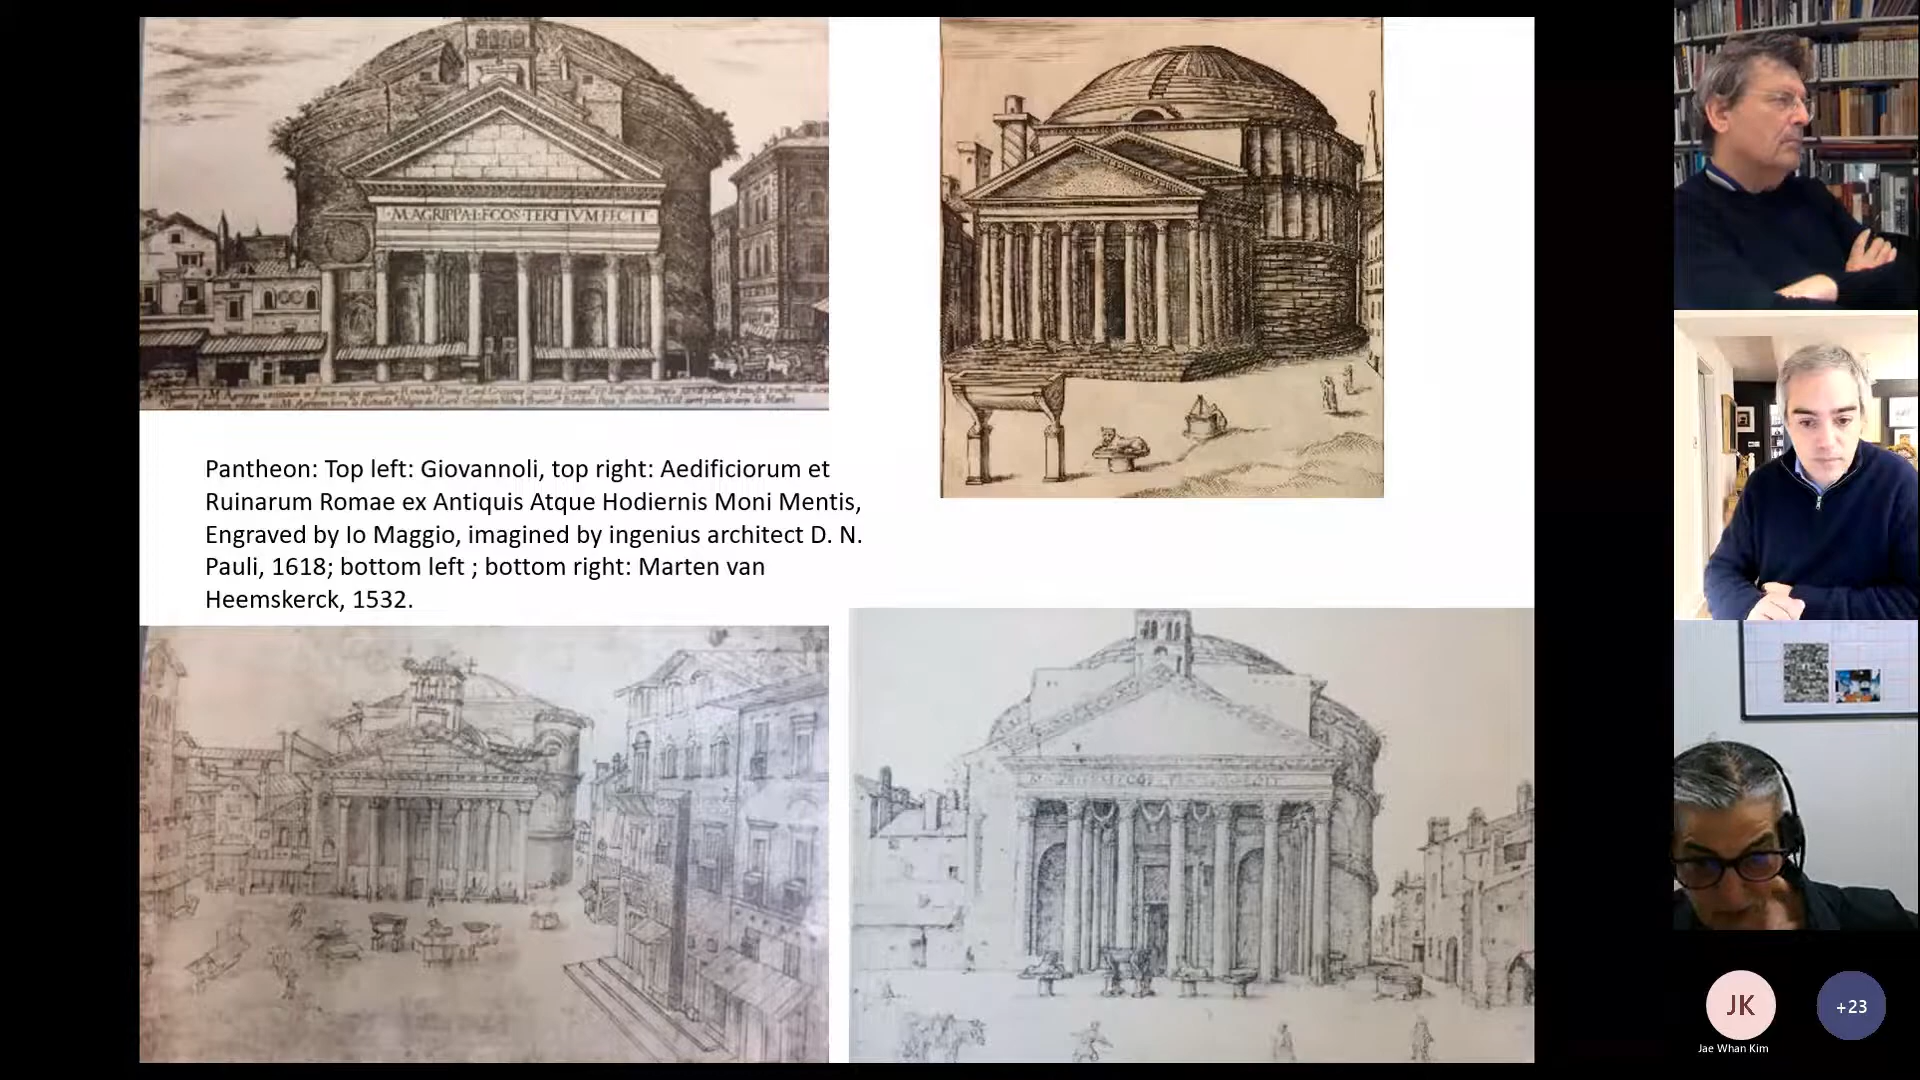 M·AGRIPPA·L·F·COS·TERTIVM·FECIT
Pantheon: Top left: Giovannoli, top right: Aedificiorum et
Ruinarum Romae ex Antiquis Atque Hodiernis Moni Mentis,
Engraved by Io Maggio, imagined by ingenius architect D. N.
Pauli, 1618; bottom left ; bottom right: Marten van
Heemskerck, 1532.
JK
Jae Whan Kim
+23